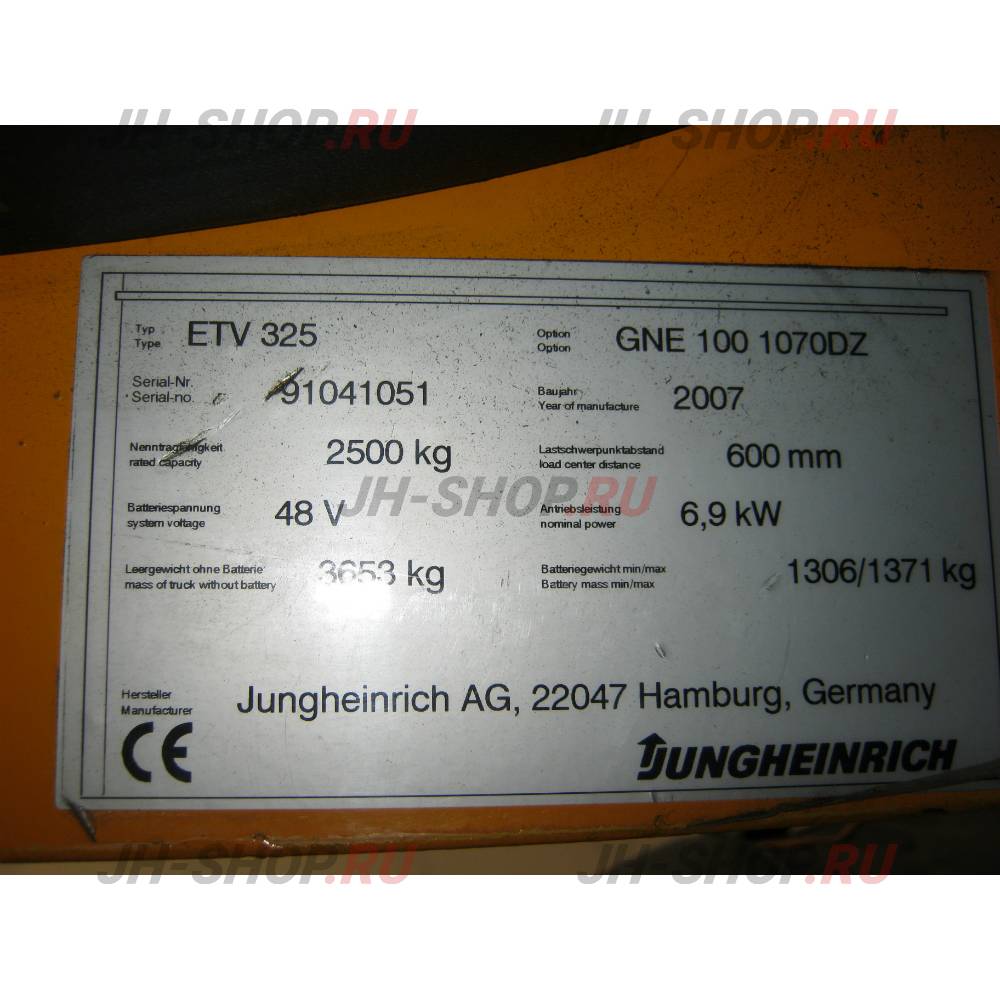 JH-SHOP.RU JH-SHOP.RU
Typ
Type ETV 325
Option
Option GNE 100 1070DZ
Serial-Nr.
Serial-no. 91041051
Baujahr
Year of manufacture 2007
Nenntragfähigkeit
rated capacity 2500 kg
Lastschwerpunktabstand
load center distance 600 mm
JH-SHOP.RU
Batteriespannung
system voltage 48 V
Antriebsleistung
nominal power 6,9 kW
Leergewicht ohne Batterie
mass of truck without battery 3653 kg
Batteriegewicht min/max
Battery mass min/max 1306/1371 kg
Hersteller
Manufacturer Jungheinrich AG, 22047 Hamburg, Germany
CE JUNGHEINRICH
JH-SHOP.RU JH-SHOP.RU